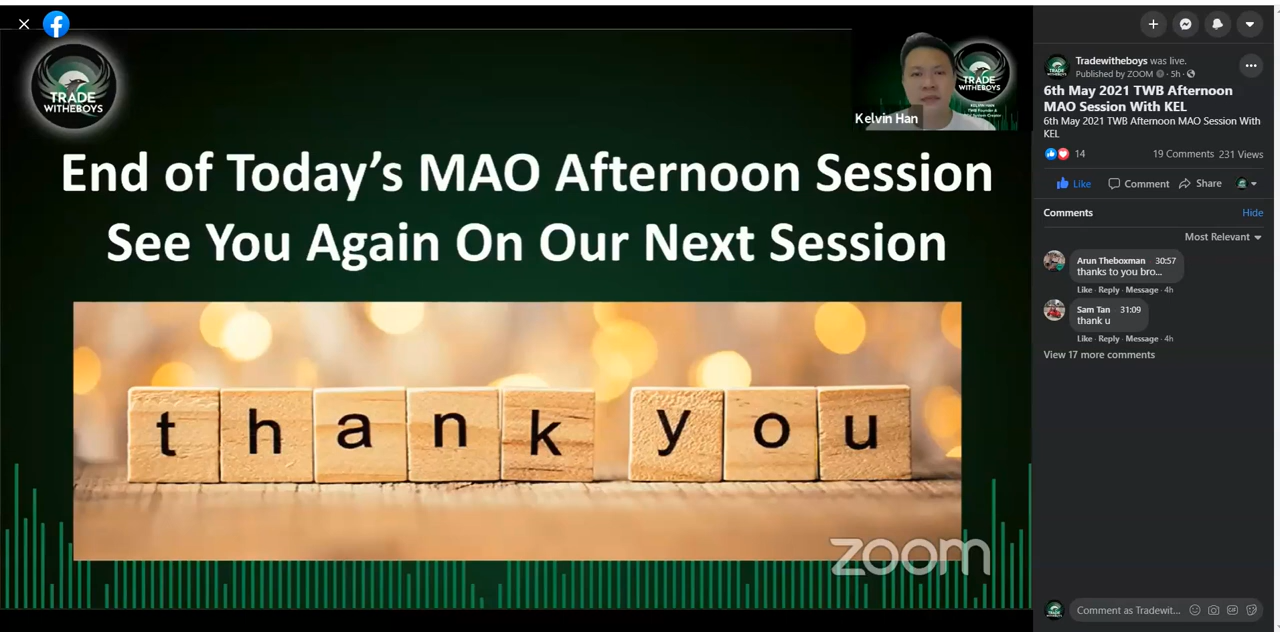 TRADE
WITHEBOYS
Kelvin Han
End of Today's MAO Afternoon Session
See You Again On Our Next Session
thank you
zoom
Tradewitheboys was live.
Published by ZOOM · 5h ·
6th May 2021 TWB Afternoon
MAO Session With KEL
6th May 2021 TWB Afternoon MAO Session With
KEL
14
19 Comments 231 Views
Like Comment Share
Comments Hide
Most Relevant
Arun Theboxman · 30:57
thanks to you bro...
Like · Reply · Message · 4h
Sam Tan · 31:09
thank u
Like · Reply · Message · 4h
View 17 more comments
Comment as Tradewit...